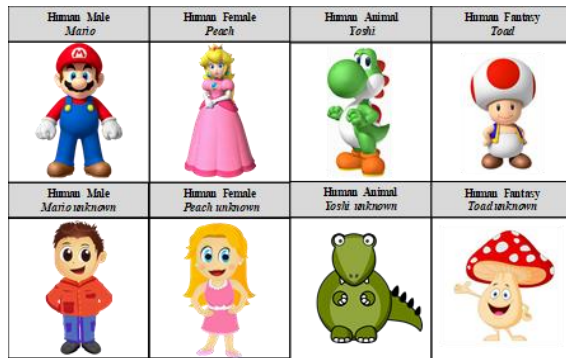 Human Male
Mario
Human Female
Peach
Human Animal
Yoshi
Human Fantasy
Toad
M
Human Male
Mario unknown
Human Female
Peach unknown
Human Animal
Yoshi unknown
Human Fantasy
Toad unknown